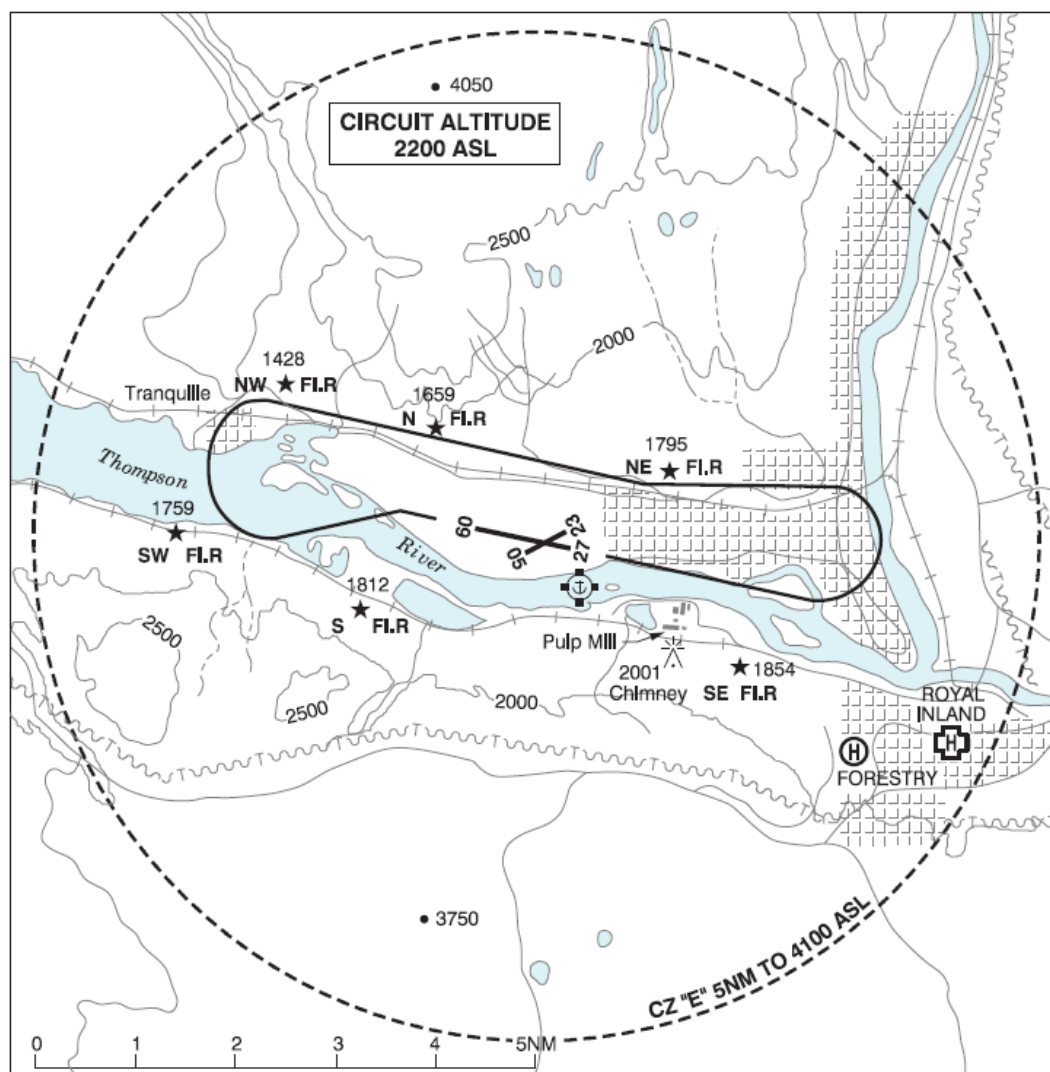 4050
CIRCUIT ALTITUDE
2200 ASL
2500
2000
1428
NW Fl.R
Tranquille
1659
N Fl.R
1795
NE Fl.R
Thompson
1759
SW Fl.R
09
05
23
27
River
1812
S Fl.R
2500
Pulp Mill
2001
Chimney
1854
SE Fl.R
2500
2000
ROYAL
INLAND
H
H
FORESTRY
3750
CZ "E" 5NM TO 4100 ASL
0 1 2 3 4 5NM